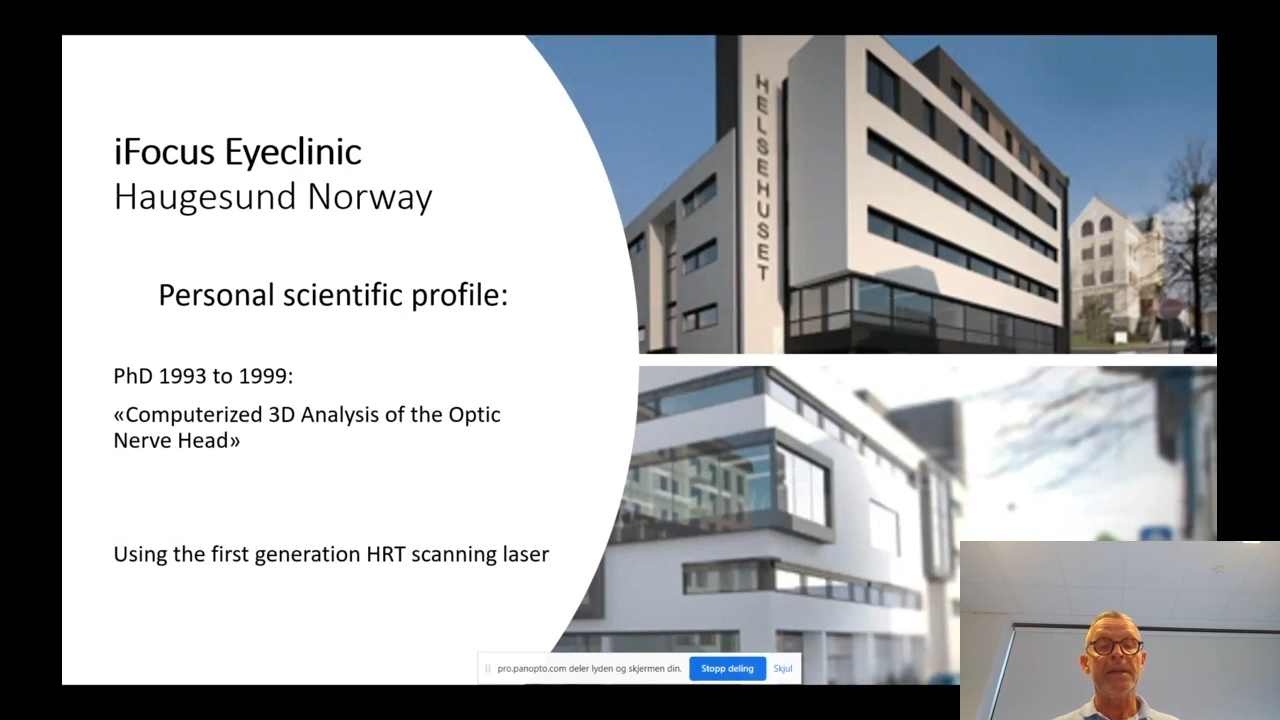 iFocus Eyeclinic
Haugesund Norway
Personal scientific profile:
PhD 1993 to 1999:
«Computerized 3D Analysis of the Optic
Nerve Head»
Using the first generation HRT scanning laser
HELSEHUSET
pro.panopto.com deler lyden og skjermen din.
Stopp deling
Skjul